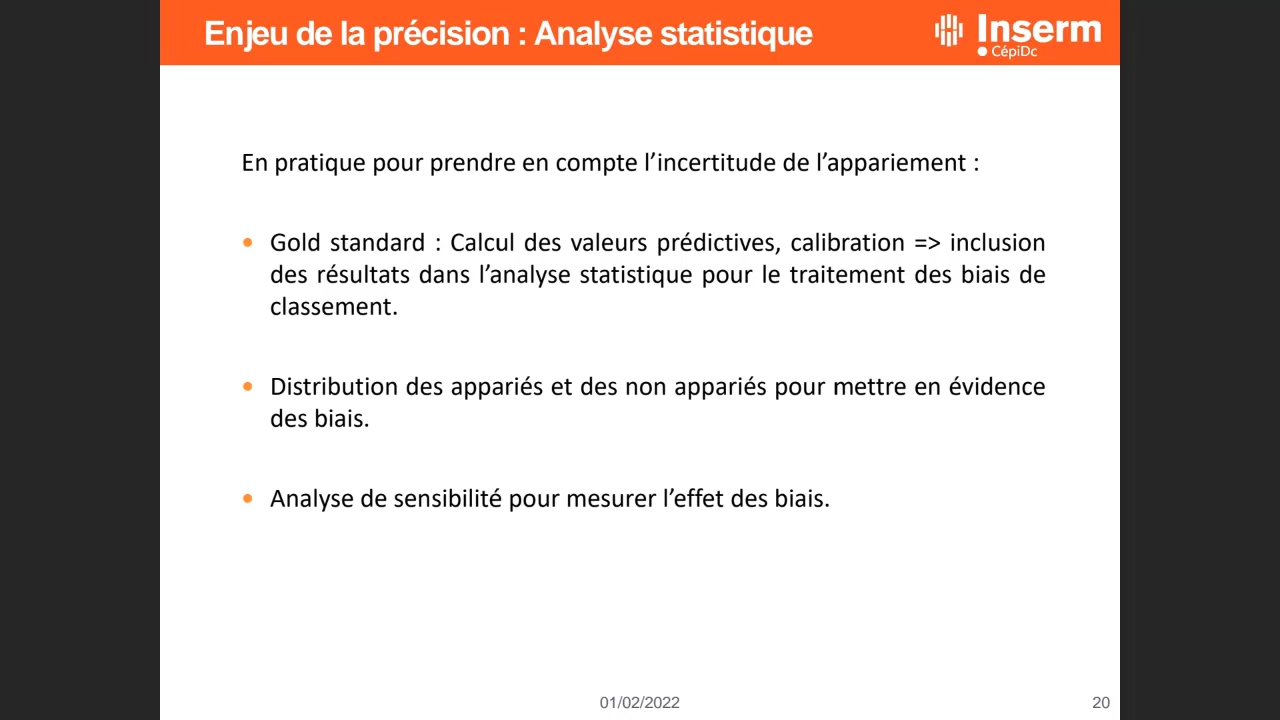 Enjeu de la précision : Analyse statistique
Inserm
CépiDc
En pratique pour prendre en compte l’incertitude de l’appariement :
• Gold standard : Calcul des valeurs prédictives, calibration => inclusion
des résultats dans l’analyse statistique pour le traitement des biais de
classement.
• Distribution des appariés et des non appariés pour mettre en évidence
des biais.
• Analyse de sensibilité pour mesurer l’effet des biais.
01/02/2022
20